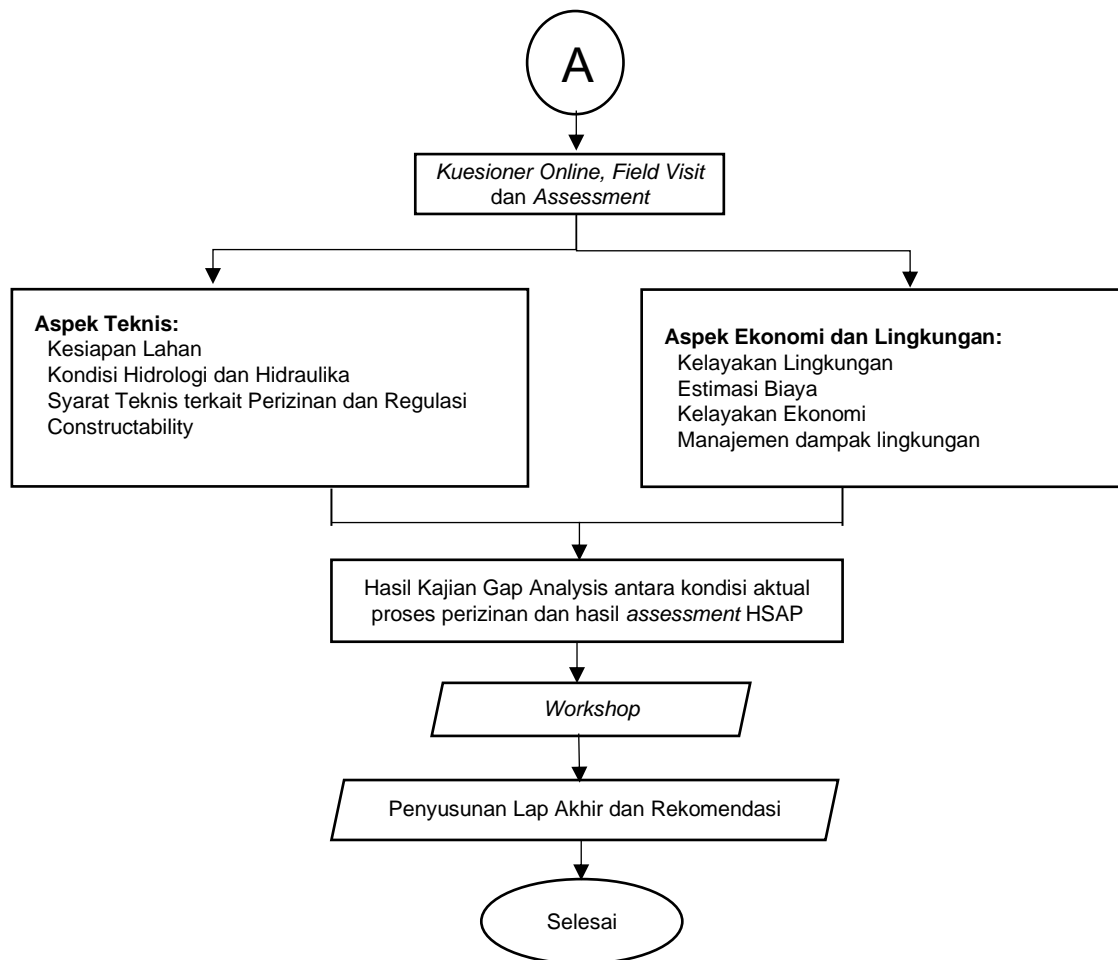 A
Kuesioner Online, Field Visit
dan Assessment
Aspek Teknis:
Kesiapan Lahan
Kondisi Hidrologi dan Hidraulika
Syarat Teknis terkait Perizinan dan Regulasi
Constructability
Aspek Ekonomi dan Lingkungan:
Kelayakan Lingkungan
Estimasi Biaya
Kelayakan Ekonomi
Manajemen dampak lingkungan
Hasil Kajian Gap Analysis antara kondisi aktual
proses perizinan dan hasil assessment HSAP
Workshop
Penyusunan Lap Akhir dan Rekomendasi
Selesai